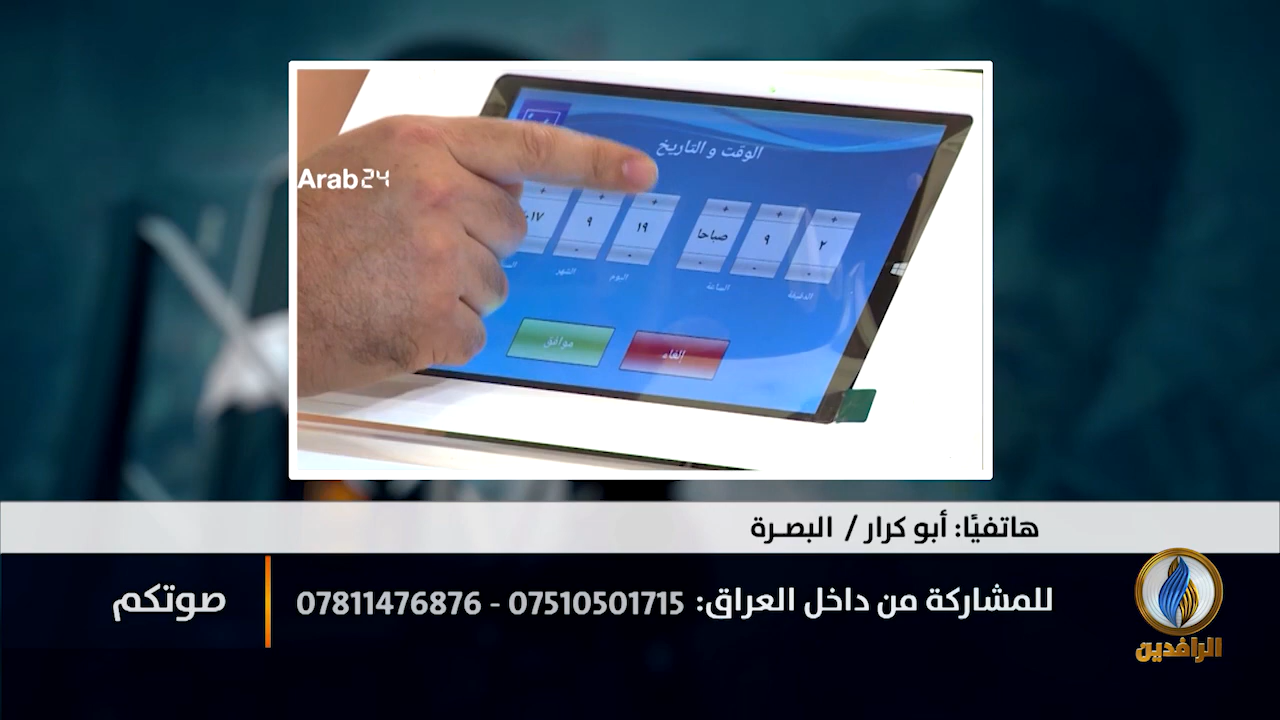 Arab24
الوقت و التاريخ
+ + + + + +
١٩ ٩ صباحا ٩ ٢
- - - - -
الشهر اليوم الساعة الدقيقة
موافق إلغاء
هاتفيًا: أبو كرار / البصرة
للمشاركة من داخل العراق: 07510501715 - 07811476876
صوتكم
الرافدين